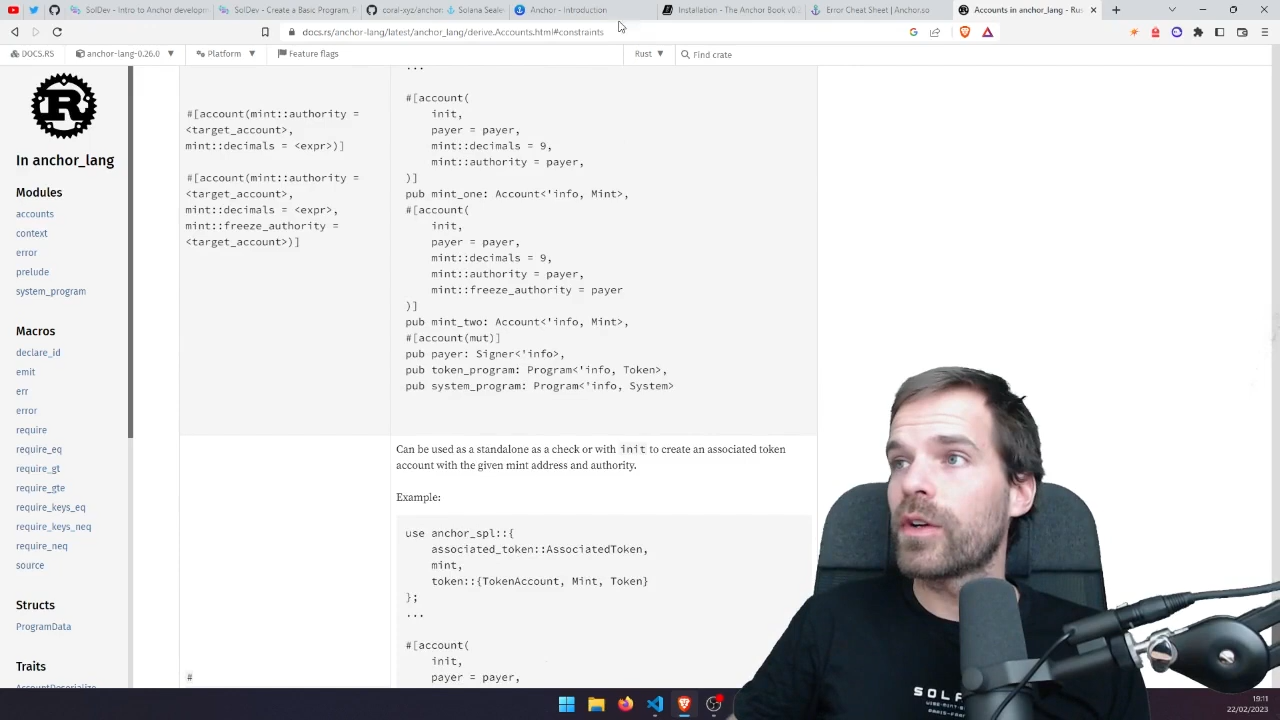 SolDev - Intro to Anchor developm
SolDev - Create a Basic Program, P
coral-xyz/anchor
Solana Sealev
Anchor - Introduction
Installation - The Anchor Book v0.
Error Cheat Sheet | Anchor.so
Accounts in anchor_lang - Rus
docs.rs/anchor-lang/latest/anchor_lang/derive.Accounts.html#constraints
DOCS.RS
anchor-lang-0.26.0
Platform
Feature flags
Rust
Find crate
In anchor_lang
Modules
accounts
context
error
prelude
system_program
Macros
declare_id
emit
err
error
require
require_eq
require_gt
require_gte
require_keys_eq
require_keys_neq
require_neq
source
Structs
ProgramData
Traits
AccountDeserialize
#[account(mint::authority =
<target_account>,
mint::decimals = <expr>)]
#[account(mint::authority =
<target_account>,
mint::decimals = <expr>,
mint::freeze_authority =
<target_account>)]
#
...
#[account(
init,
payer = payer,
mint::decimals = 9,
mint::authority = payer,
)]
pub mint_one: Account<'info, Mint>,
#[account(
init,
payer = payer,
mint::decimals = 9,
mint::authority = payer,
mint::freeze_authority = payer
)]
pub mint_two: Account<'info, Mint>,
#[account(mut)]
pub payer: Signer<'info>,
pub token_program: Program<'info, Token>,
pub system_program: Program<'info, System>
Can be used as a standalone as a check or with init to create an associated token
account with the given mint address and authority.
Example:
use anchor_spl::{
associated_token::AssociatedToken,
mint,
token::{TokenAccount, Mint, Token}
};
...
#[account(
init,
payer = payer,
19:11
22/02/2023